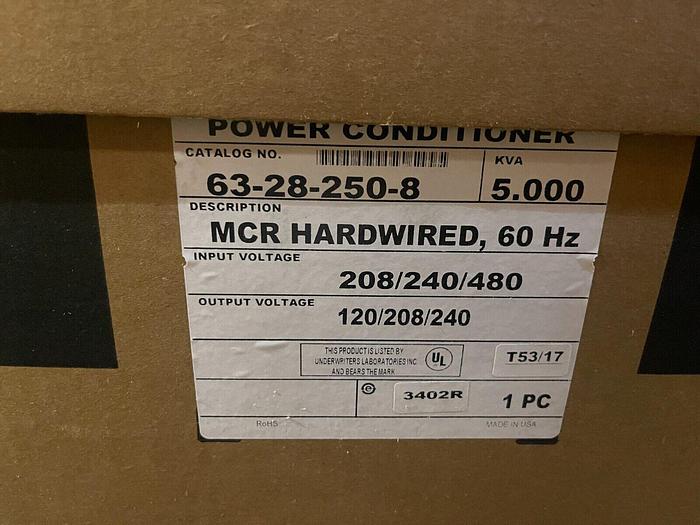 POWER CONDITIONER
CATALOG NO.
KVA
63-28-250-8
5.000
DESCRIPTION
MCR HARDWIRED, 60 Hz
INPUT VOLTAGE
208/240/480
OUTPUT VOLTAGE
120/208/240
THIS PRODUCT IS LISTED BY
UNDERWRITERS LABORATORIES INC.
AND BEARS THE MARK
UL
T53/17
e
3402R
1 PC
RoHS
MADE IN USA